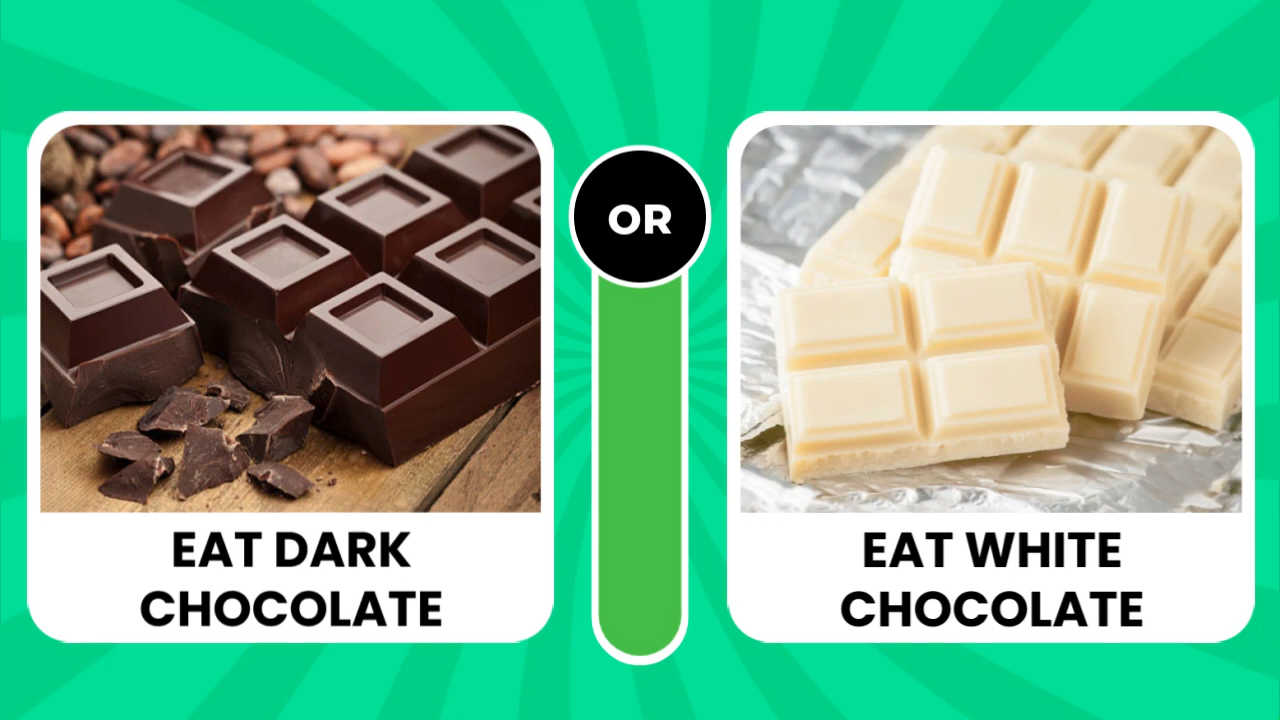 EAT DARK
CHOCOLATE
OR
EAT WHITE
CHOCOLATE